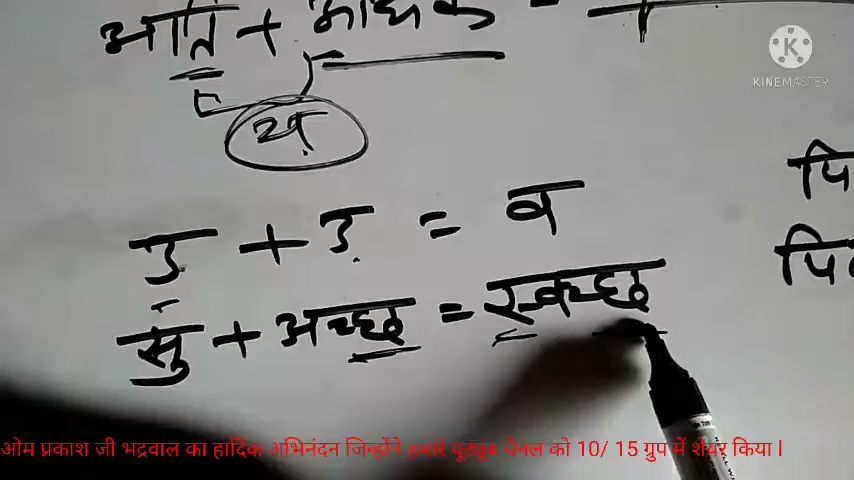 अति + अधिक =
य
उ + उ = व
सु + अच्छ = स्वच्छ
पि
पि
KINEMASTER
ओम प्रकाश जी भद्रवाल का हार्दिक अभिनंदन जिन्होंने हमारे यूट्यूब चैनल को 10/ 15 ग्रुप में शेयर किया l